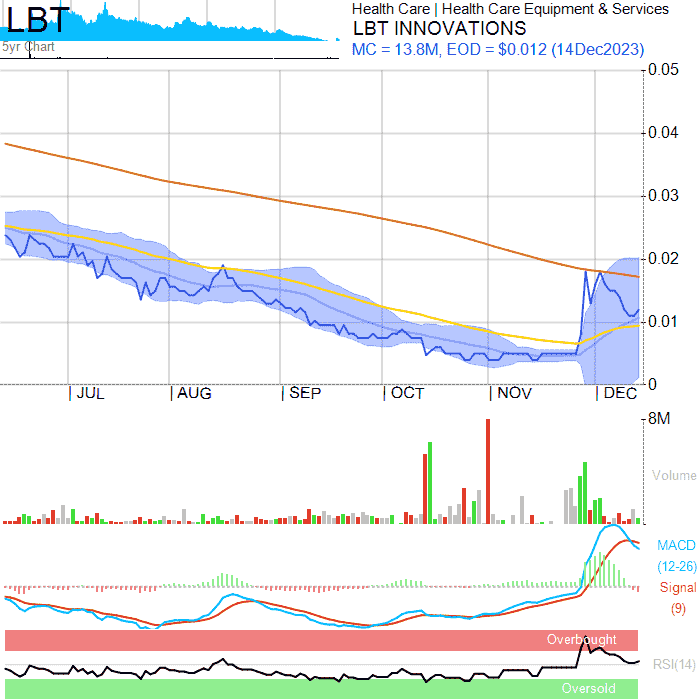 LBT
5yr Chart
Health Care | Health Care Equipment & Services
LBT INNOVATIONS
MC = 13.8M, EOD = $0.012 (14Dec2023)
0.05
0.04
0.03
0.02
0.01
0
JUL AUG SEP OCT NOV DEC
8M
Volume
MACD
(12-26)
Signal
(9)
Overbought
RSI(14)
Oversold